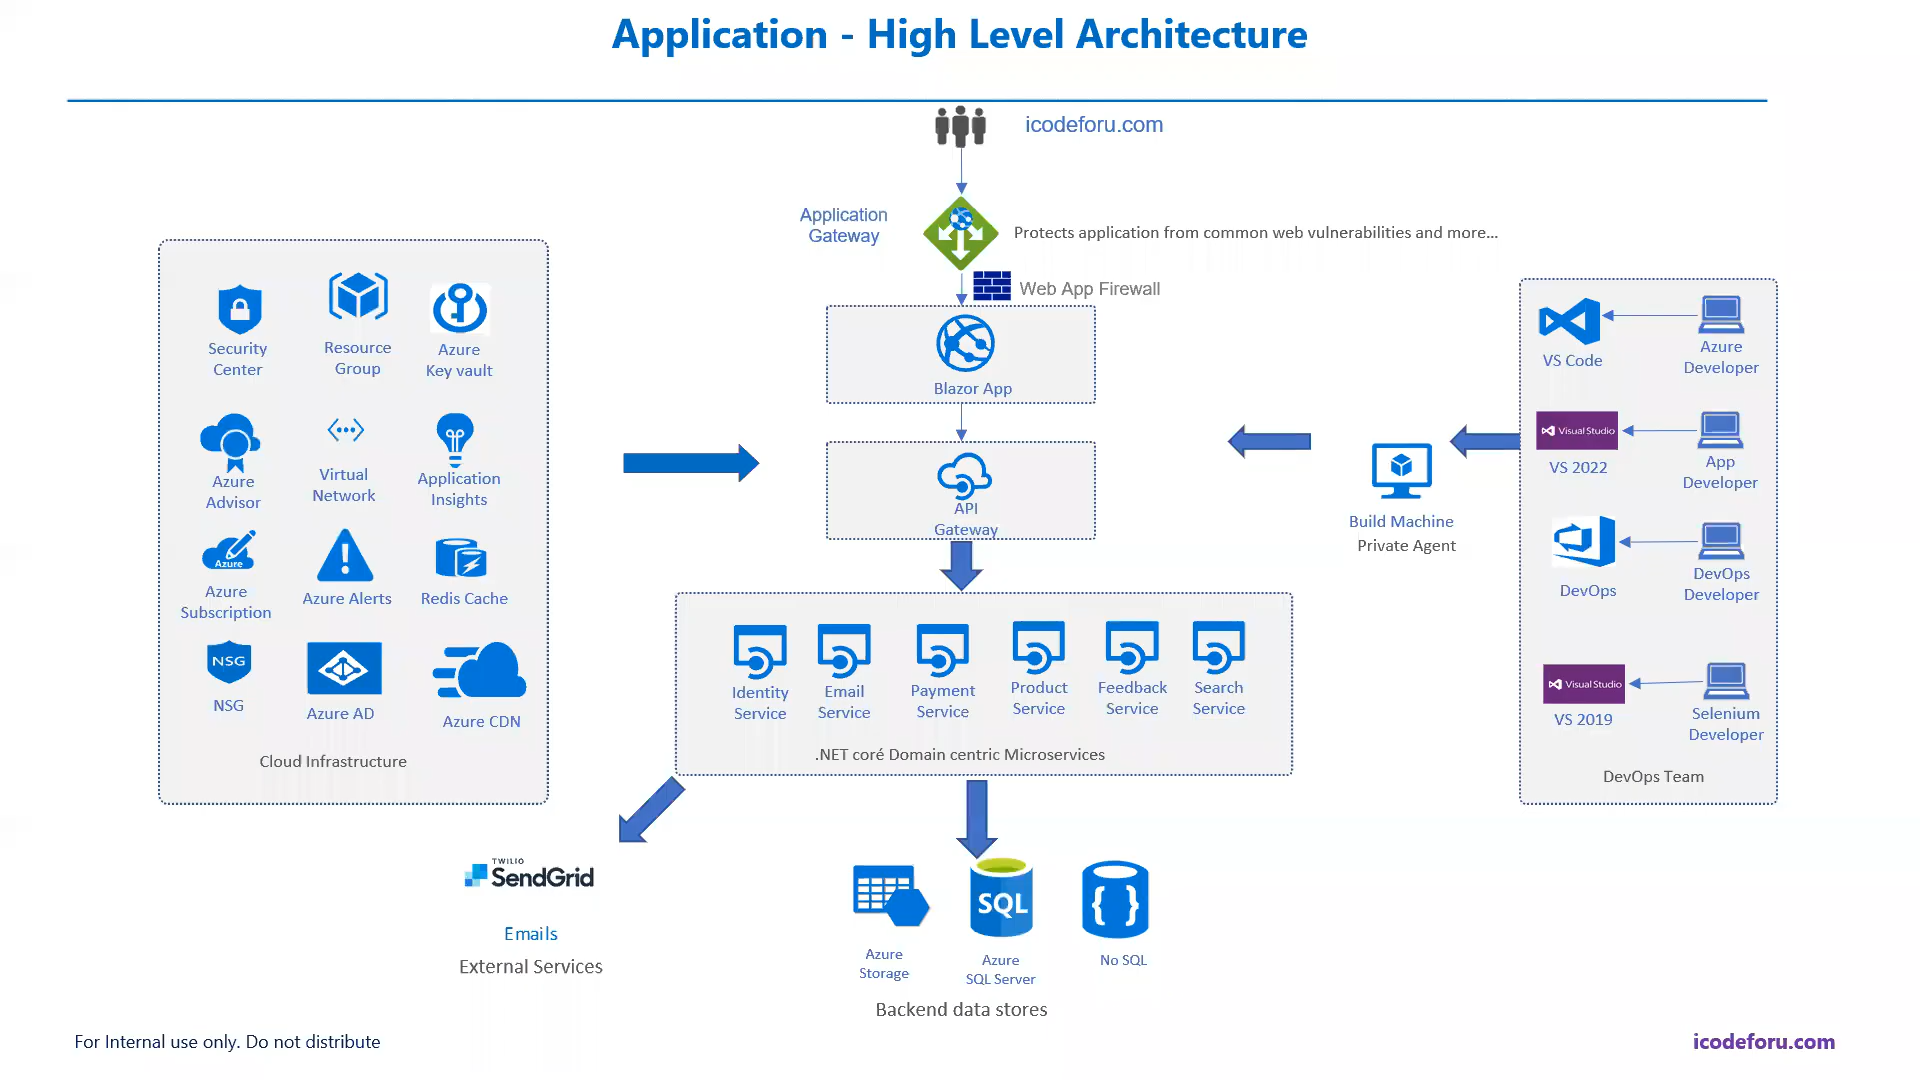 Application - High Level Architecture
icodeforu.com
Application
Gateway
Protects application from common web vulnerabilities and more...
Web App Firewall
Blazor App
API
Gateway
Security
Center
Resource
Group
Azure
Key vault
Azure
Advisor
Virtual
Network
Application
Insights
Azure
Azure
Subscription
Azure Alerts
Redis Cache
NSG
NSG
Azure AD
Azure CDN
Cloud Infrastructure
Identity
Service
Email
Service
Payment
Service
Product
Service
Feedback
Service
Search
Service
.NET coré Domain centric Microservices
Build Machine
Private Agent
VS Code
Azure
Developer
Visual Studio
VS 2022
App
Developer
DevOps
DevOps
Developer
Visual Studio
VS 2019
Selenium
Developer
DevOps Team
TWILIO
SendGrid
Emails
External Services
Azure
Storage
SQL
Azure
SQL Server
{ }
No SQL
Backend data stores
For Internal use only. Do not distribute
icodeforu.com